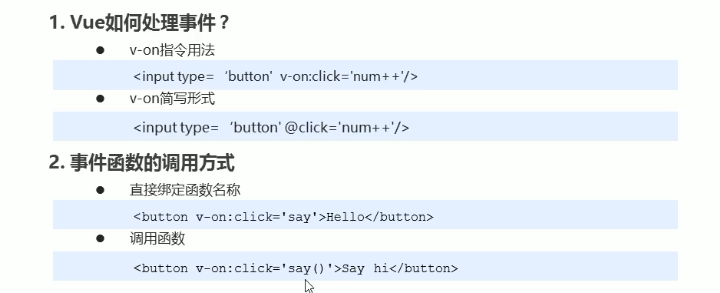 1. Vue如何处理事件？
● v-on指令用法
<input type= ‘button' v-on:click='num++'/>
● v-on简写形式
<input type= ‘button' @click='num++'/>
2. 事件函数的调用方式
● 直接绑定函数名称
<button v-on:click='say'>Hello</button>
● 调用函数
<button v-on:click='say()'>Say hi</button>